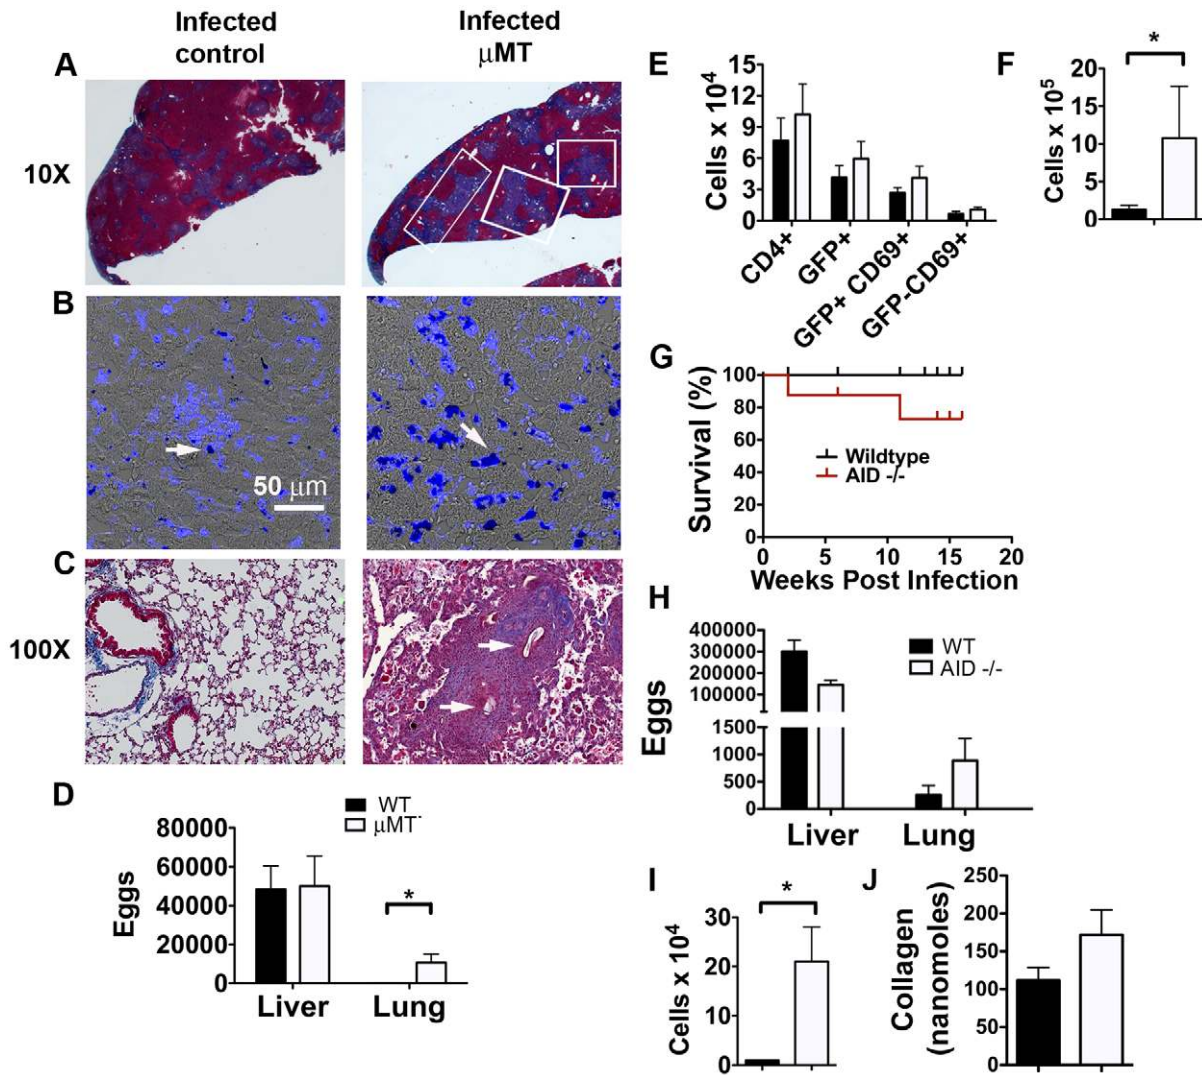 Infected control
Infected μMT
A
10X
B
50 μm
C
100X
D
WT
μMT-
Eggs
80000
60000
40000
20000
0
*
Liver
Lung
E
Cells x 10^4
15
12
9
6
3
0
CD4+
GFP+
GFP+ CD69+
GFP-CD69+
F
*
Cells x 10^5
20
15
10
5
0
G
Survival (%)
100
80
60
40
20
0
Wildtype
AID -/-
0
5
10
15
20
Weeks Post Infection
H
WT
AID -/-
Eggs
400000
300000
200000
100000
1500
1000
500
0
Liver
Lung
I
*
Cells x 10^4
30
20
10
0
J
Collagen
(nanomoles)
250
200
150
100
50
0